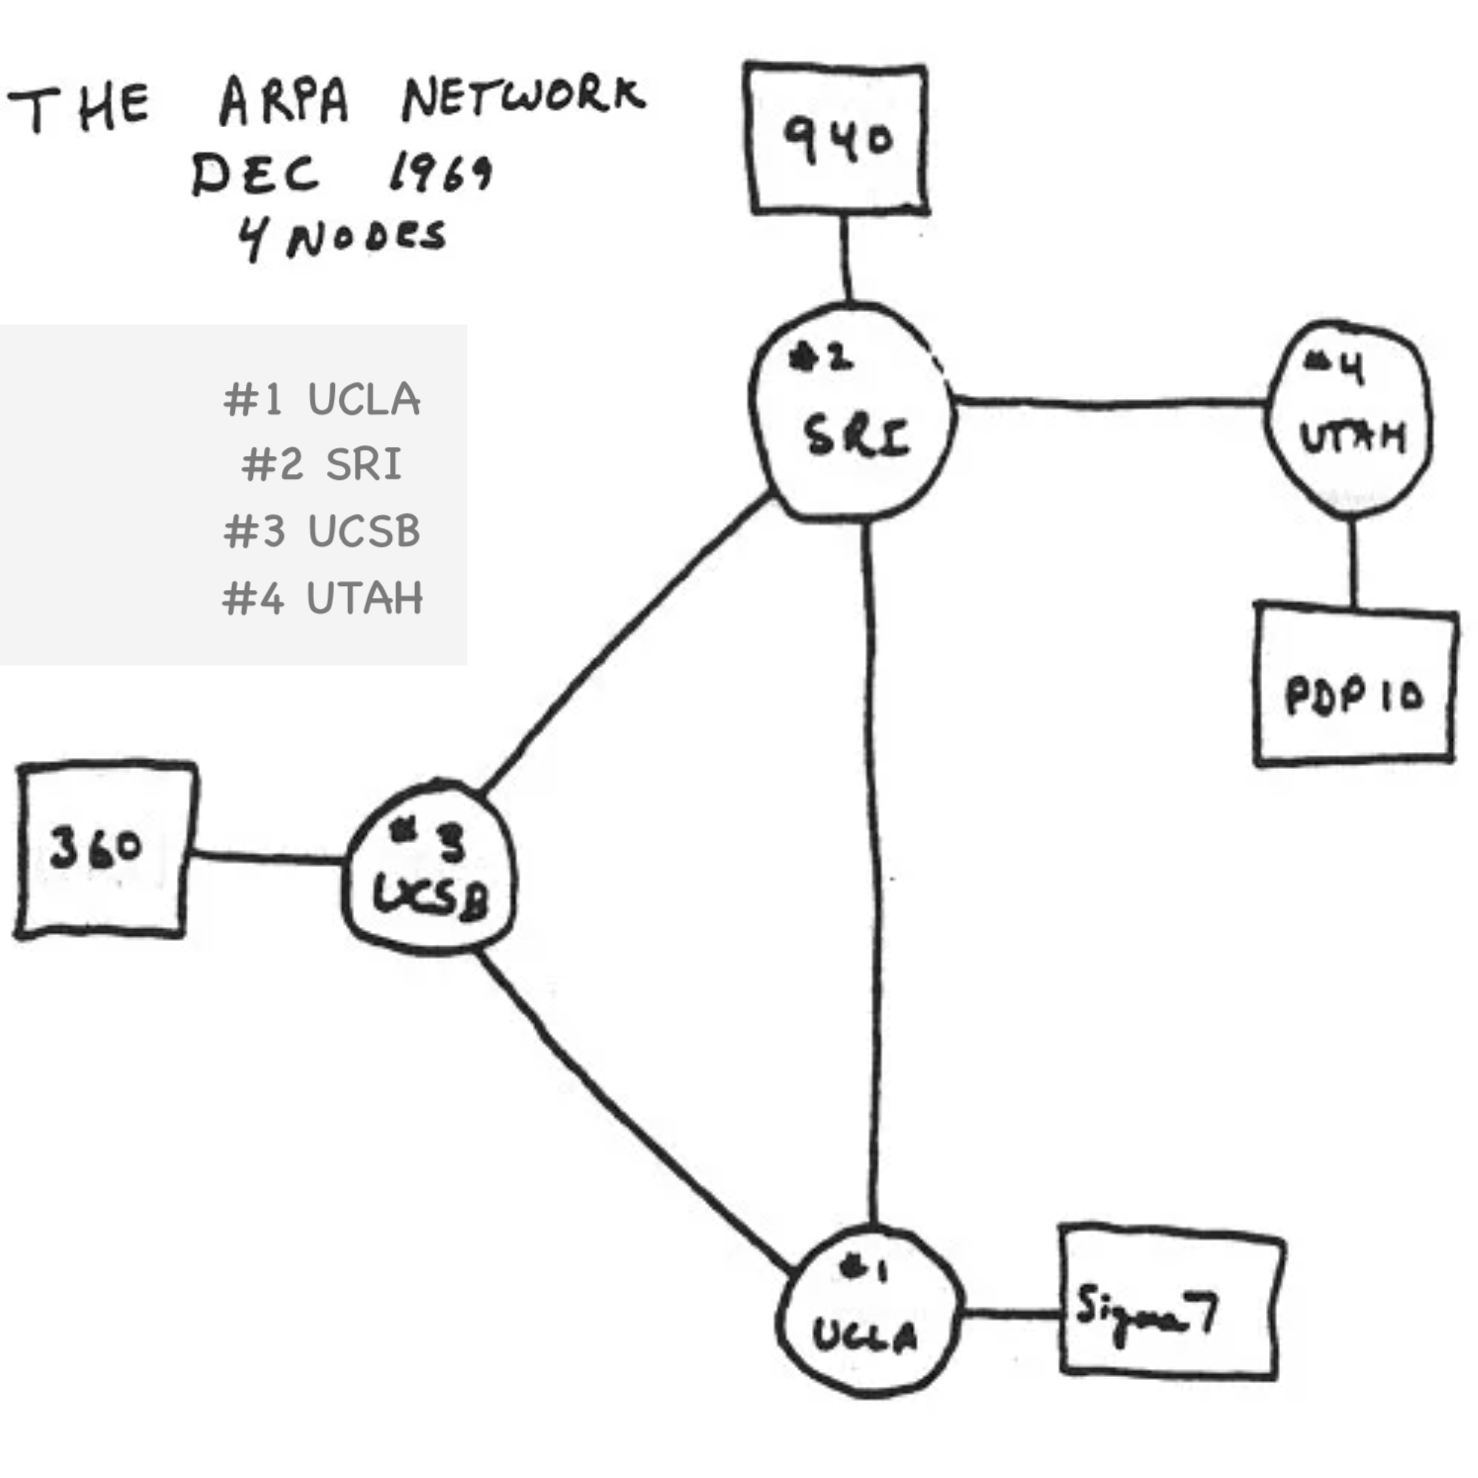 THE ARPA NETWORK
DEC 1969
4 NODES
#1 UCLA
#2 SRI
#3 UCSB
#4 UTAH
940
#2
SRI
#4
UTAH
PDP 10
360
#3
UCSB
#1
UCLA
Sigma 7